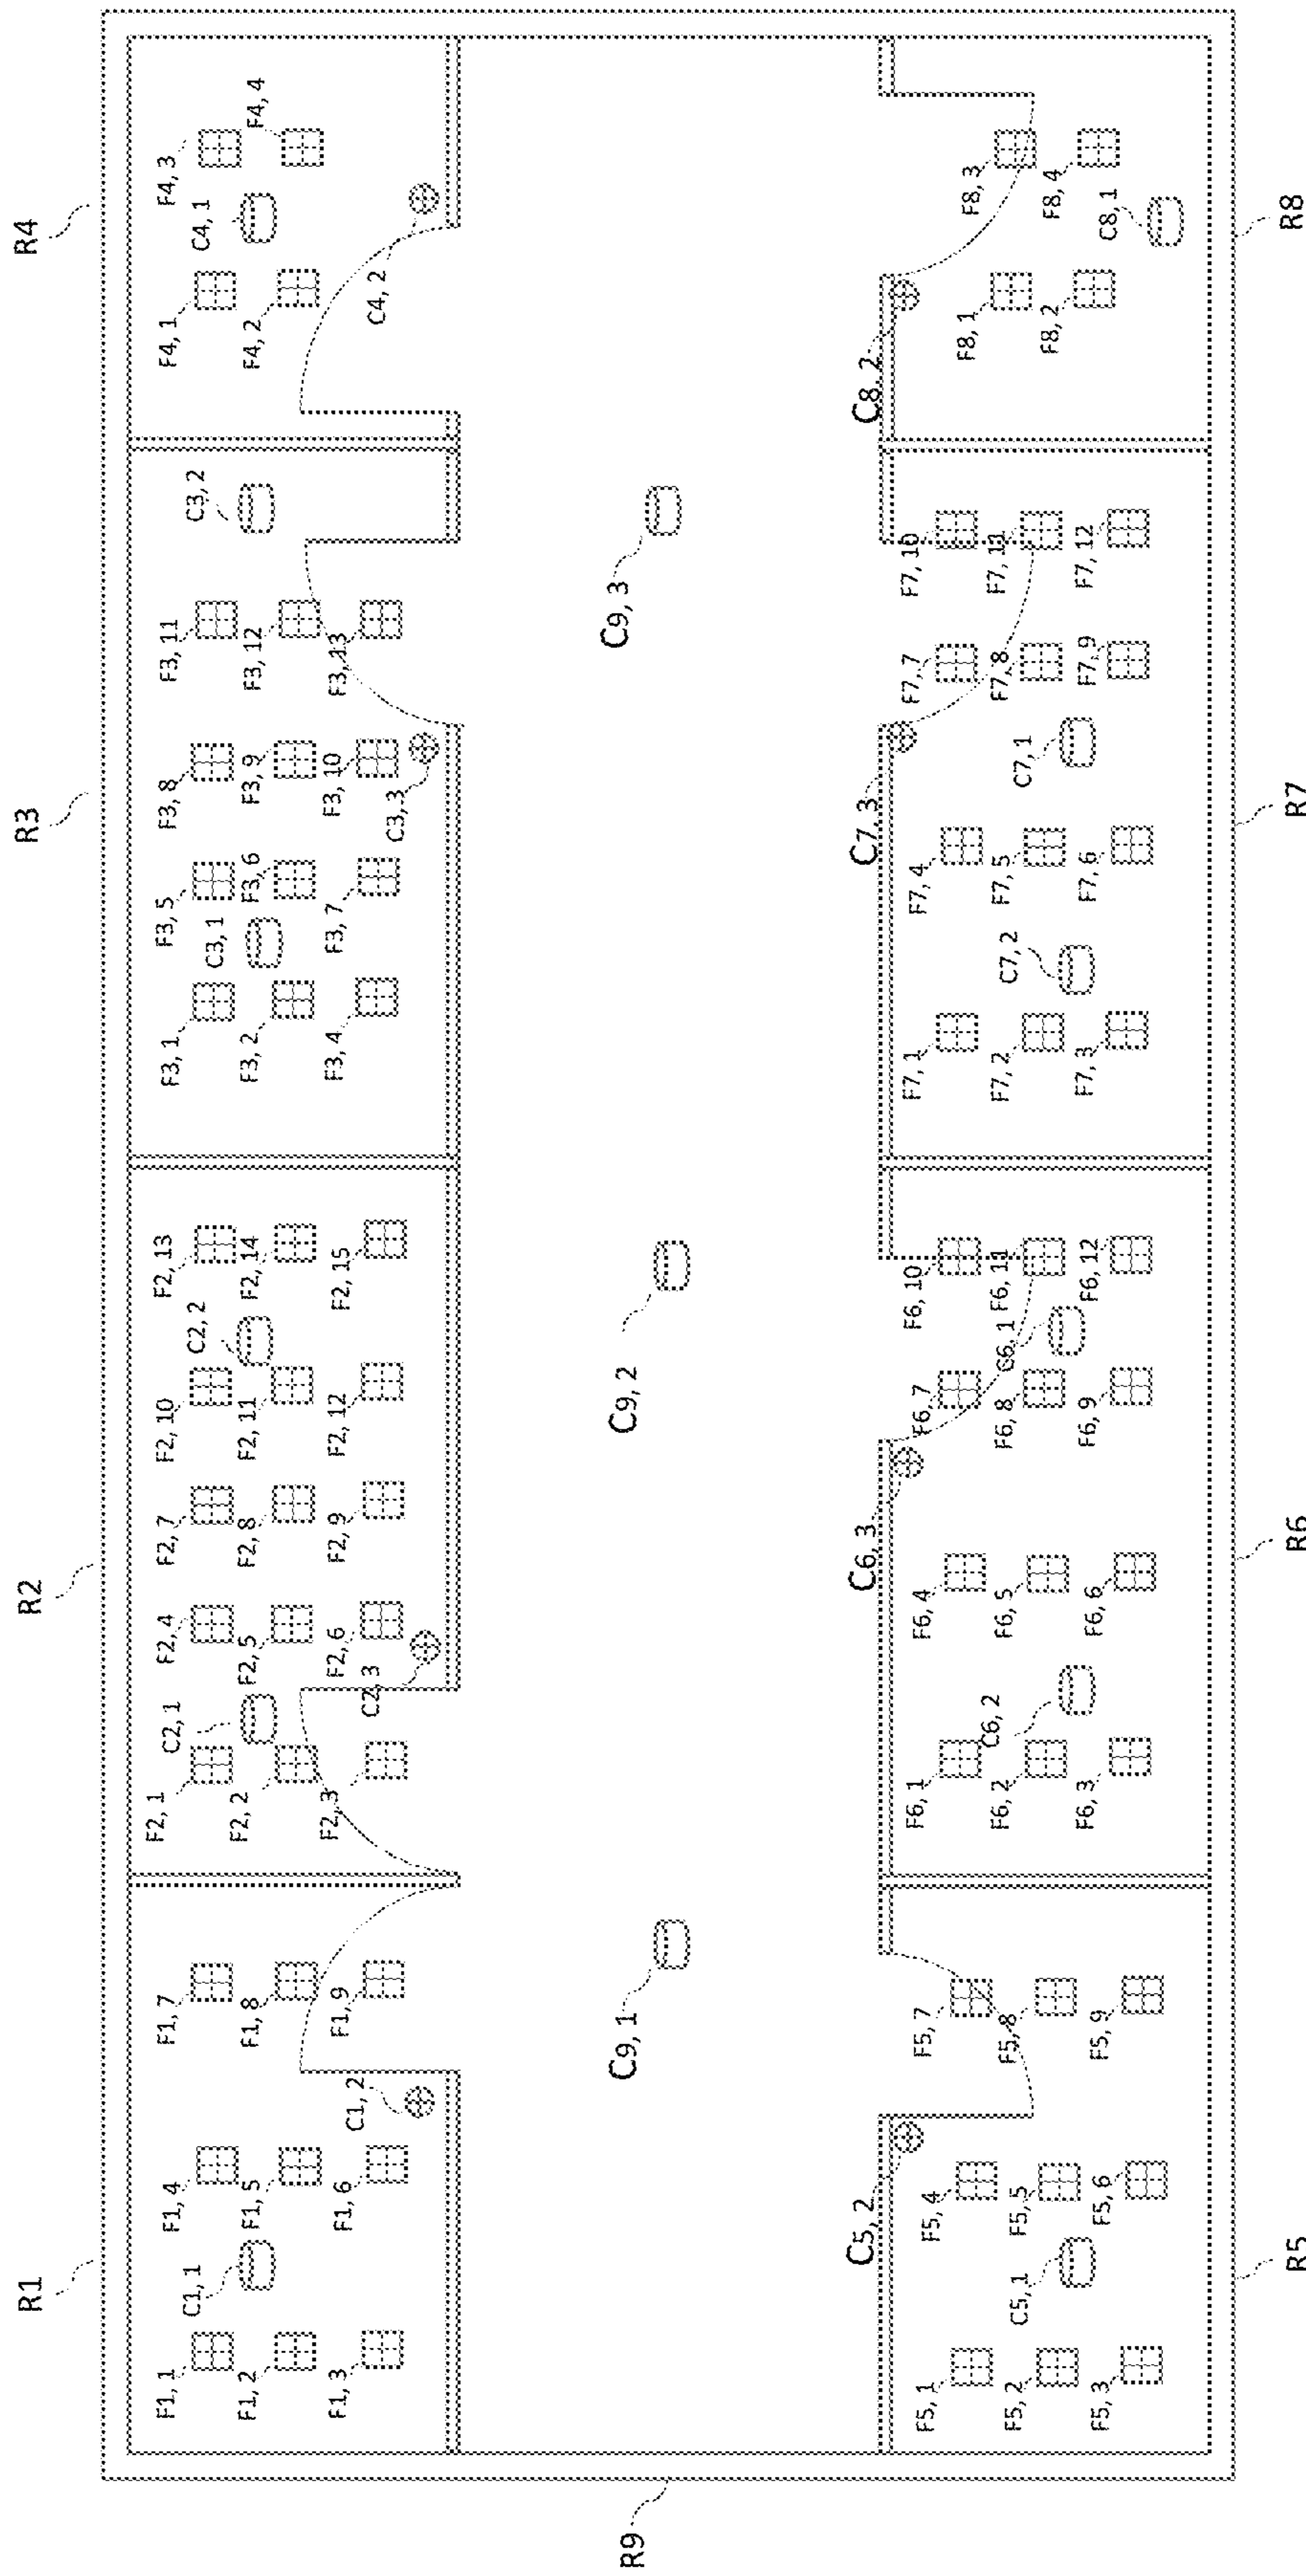 R1
R2
R3
R4
F1, 1
F1, 2
F1, 3
C1, 1
F1, 4
F1, 5
F1, 6
C1, 2
F1, 7
F1, 8
F1, 9
F2, 1
F2, 2
F2, 3
C2, 1
F2, 4
F2, 5
F2, 6
C2, 3
F2, 7
F2, 8
F2, 9
F2, 10
F2, 11
F2, 12
C2, 2
F2, 13
F2, 14
F2, 15
F3, 1
F3, 2
F3, 4
C3, 1
F3, 5
F3, 6
F3, 7
F3, 8
F3, 9
F3, 10
C3, 3
F3, 11
F3, 12
F3, 13
C3, 2
F4, 1
F4, 2
C4, 1
C4, 2
F4, 3
F4, 4
R9
C9, 1
C9, 2
C9, 3
C5, 2
C6, 3
C7, 3
C8, 2
F5, 1
F5, 2
F5, 3
C5, 1
F5, 4
F5, 5
F5, 6
F5, 7
F5, 8
F5, 9
F6, 1
F6, 2
F6, 3
C6, 2
F6, 4
F6, 5
F6, 6
F6, 7
F6, 8
F6, 9
C6, 1
F6, 10
F6, 11
F6, 12
F7, 1
F7, 2
F7, 3
C7, 2
F7, 4
F7, 5
F7, 6
C7, 1
F7, 7
F7, 8
F7, 9
F7, 10
F7, 11
F7, 12
F8, 1
F8, 2
F8, 3
F8, 4
C8, 1
R5
R6
R7
R8